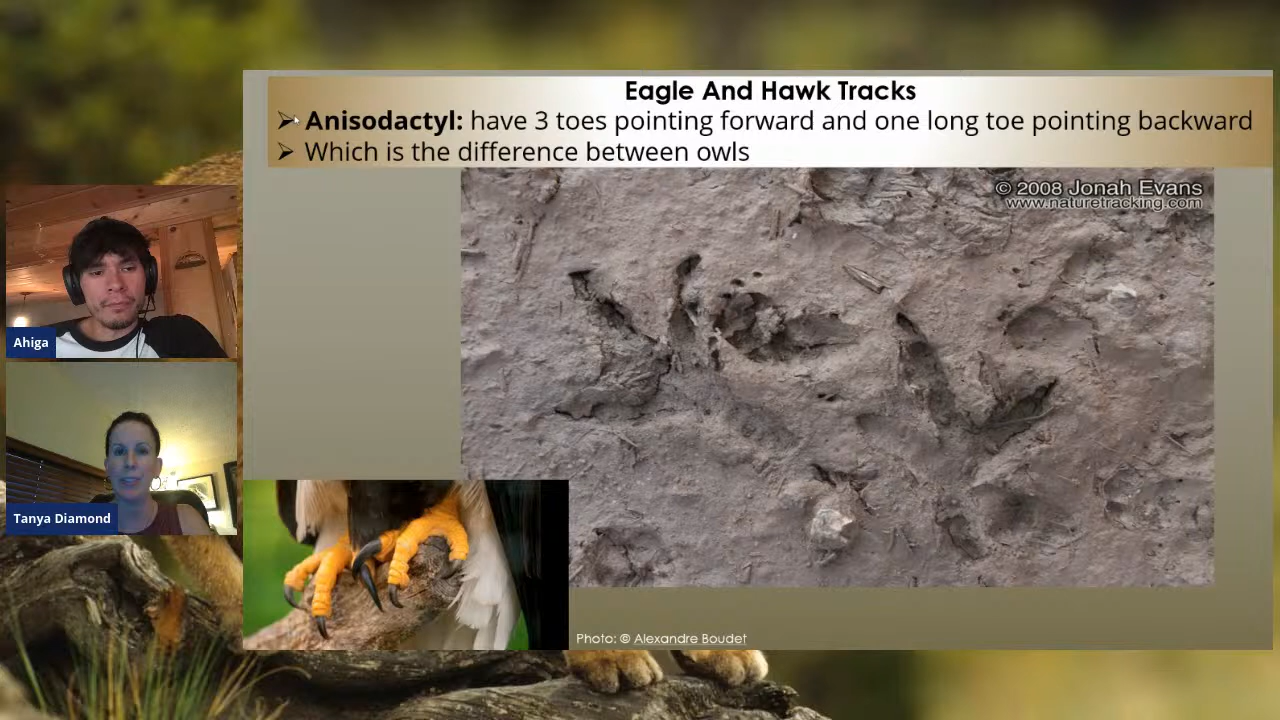 Eagle And Hawk Tracks
➢ Anisodactyl: have 3 toes pointing forward and one long toe pointing backward
➢ Which is the difference between owls
© 2008 Jonah Evans
www.naturetracking.com
Ahiga
Tanya Diamond
Photo: © Alexandre Boudet